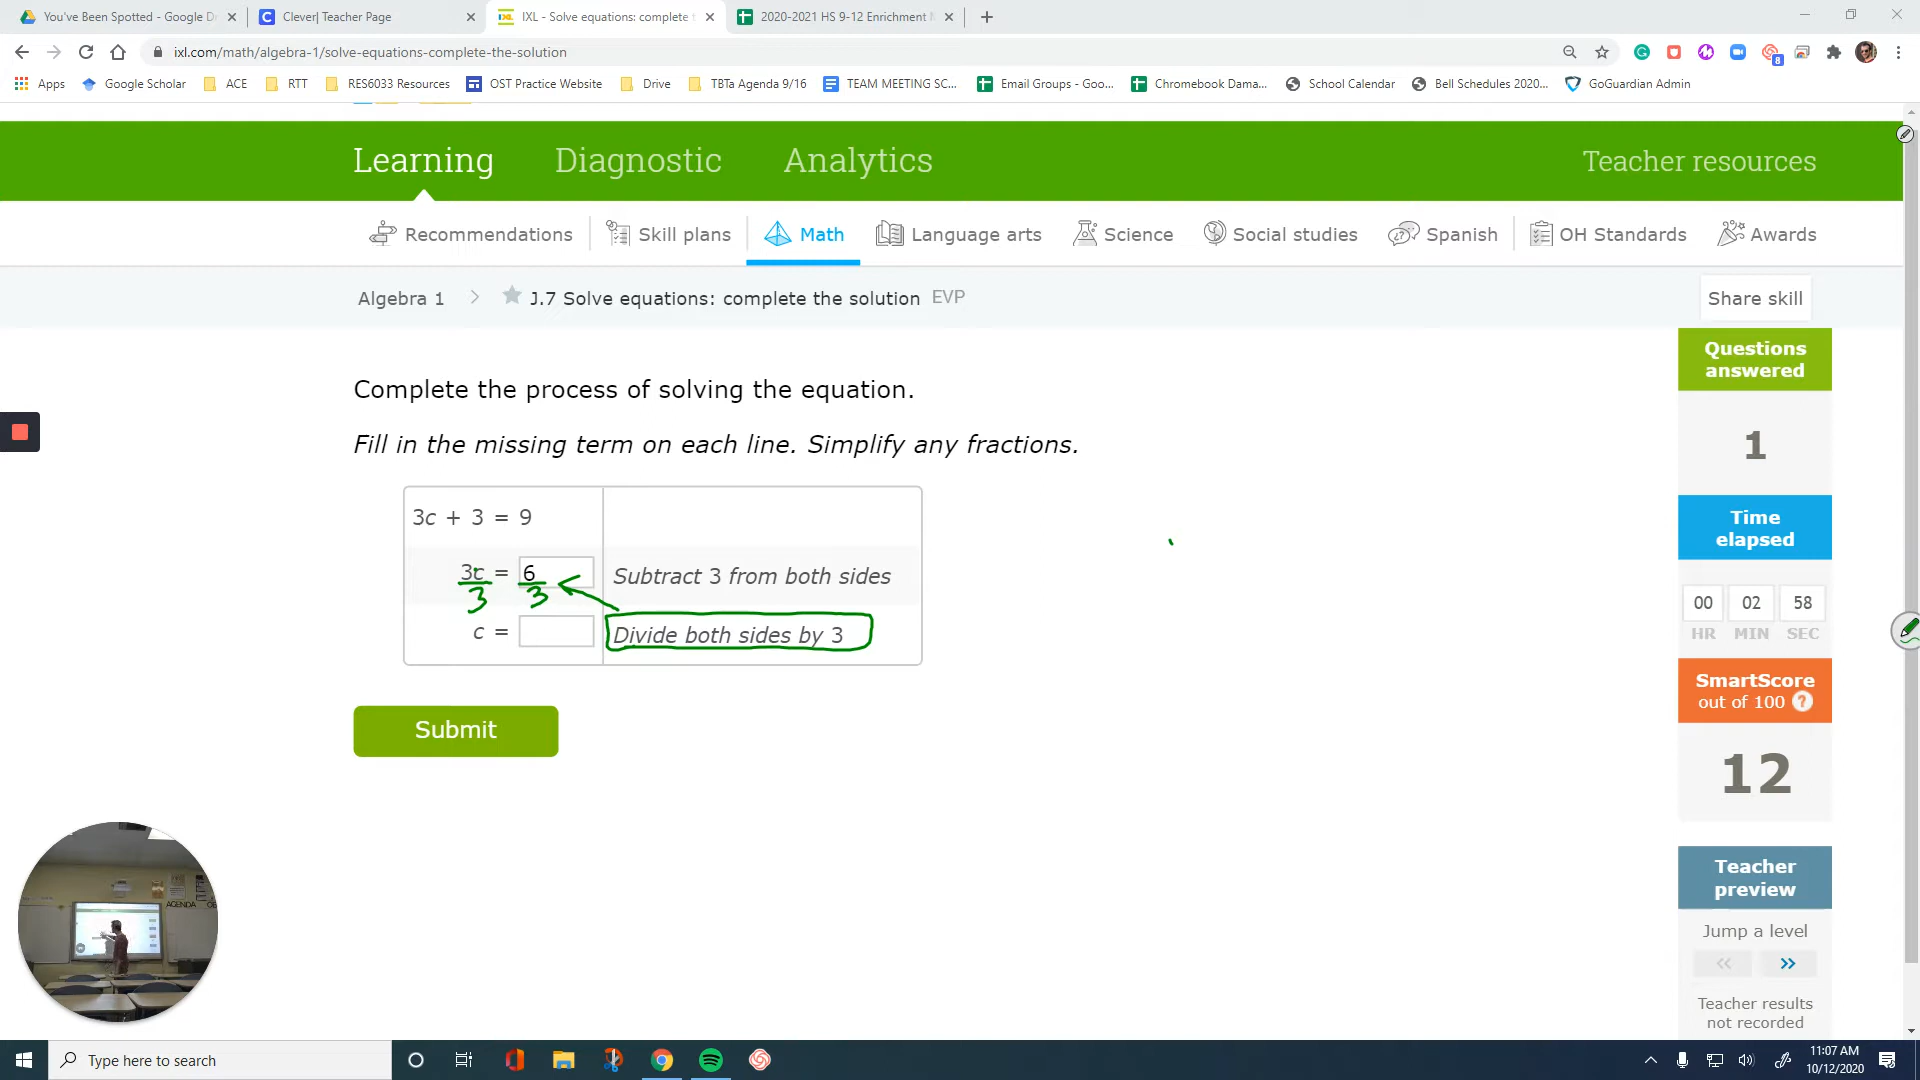 You've Been Spotted - Google Dr
Clever| Teacher Page
IXL - Solve equations: complete t
2020-2021 HS 9-12 Enrichment
ixl.com/math/algebra-1/solve-equations-complete-the-solution
8
Apps
Google Scholar
ACE
RTT
RES6033 Resources
OST Practice Website
Drive
TBTa Agenda 9/16
TEAM MEETING SC...
Email Groups - Goo...
Chromebook Dama...
School Calendar
Bell Schedules 2020...
GoGuardian Admin
Learning
Diagnostic
Analytics
Teacher resources
Recommendations
Skill plans
Math
Language arts
Science
Social studies
Spanish
OH Standards
Awards
Algebra 1
J.7 Solve equations: complete the solution EVP
Share skill
Complete the process of solving the equation.
Fill in the missing term on each line. Simplify any fractions.
3c + 3 = 9
3c = 6
Subtract 3 from both sides
3 3
c =
Divide both sides by 3
Submit
Questions
answered
1
Time
elapsed
00 02 58
HR MIN SEC
SmartScore
out of 100 ?
12
Teacher
preview
Jump a level
Teacher results
not recorded
AGENDA
Type here to search
11:07 AM
10/12/2020